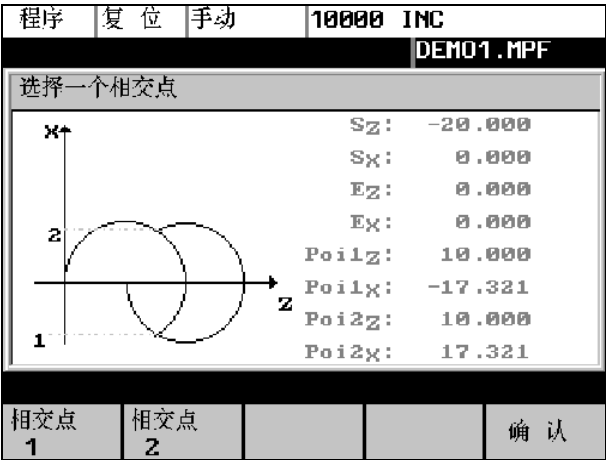 程序 复 位 手动 10000 INC
DEMO1.MPF
选择一个相交点
X
Sz: -20.000
Sx: 0.000
Ez: 0.000
Ex: 0.000
2
Poi1z: 10.000
Poi1x: -17.321
Z
Poi2z: 10.000
1
Poi2x: 17.321
相交点 相交点
1 2 确 认